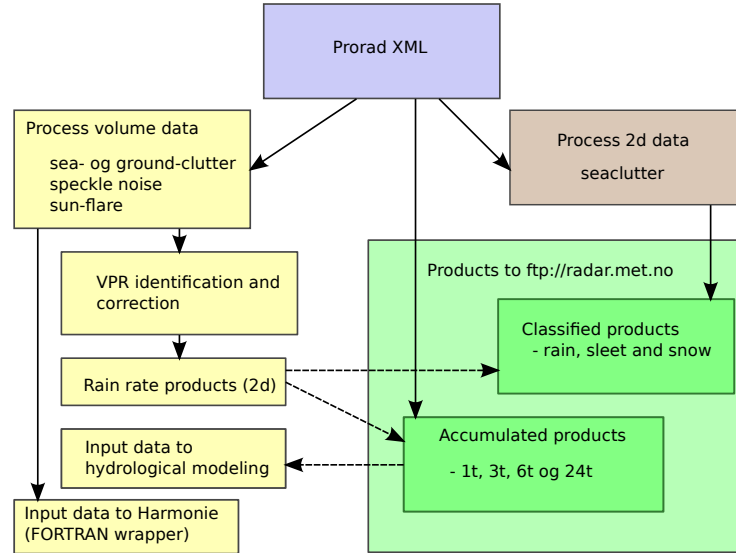 Prorad XML
Process volume data
sea- og ground-clutter
speckle noise
sun-flare
Process 2d data
seaclutter
VPR identification and
correction
Products to ftp://radar.met.no
Classified products
- rain, sleet and snow
Rain rate products (2d)
Accumulated products
- 1t, 3t, 6t og 24t
Input data to
hydrological modeling
Input data to Harmonie
(FORTRAN wrapper)